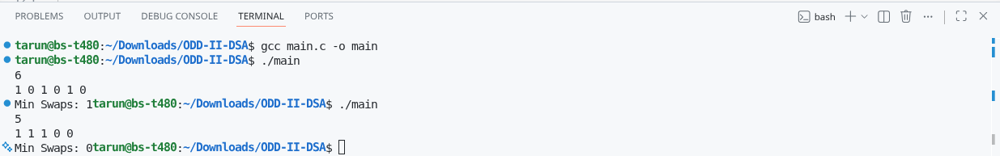 PROBLEMS OUTPUT DEBUG CONSOLE TERMINAL PORTS bash
tarun@bs-t480:~/Downloads/ODD-II-DSA$ gcc main.c -o main
tarun@bs-t480:~/Downloads/ODD-II-DSA$ ./main
6
1 0 1 0 1 0
Min Swaps: 1tarun@bs-t480:~/Downloads/ODD-II-DSA$ ./main
5
1 1 1 0 0
Min Swaps: 0tarun@bs-t480:~/Downloads/ODD-II-DSA$